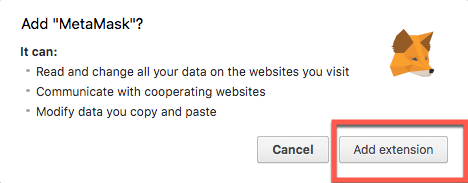 Add "MetaMask"?
It can:
• Read and change all your data on the websites you visit
• Communicate with cooperating websites
• Modify data you copy and paste
Cancel
Add extension